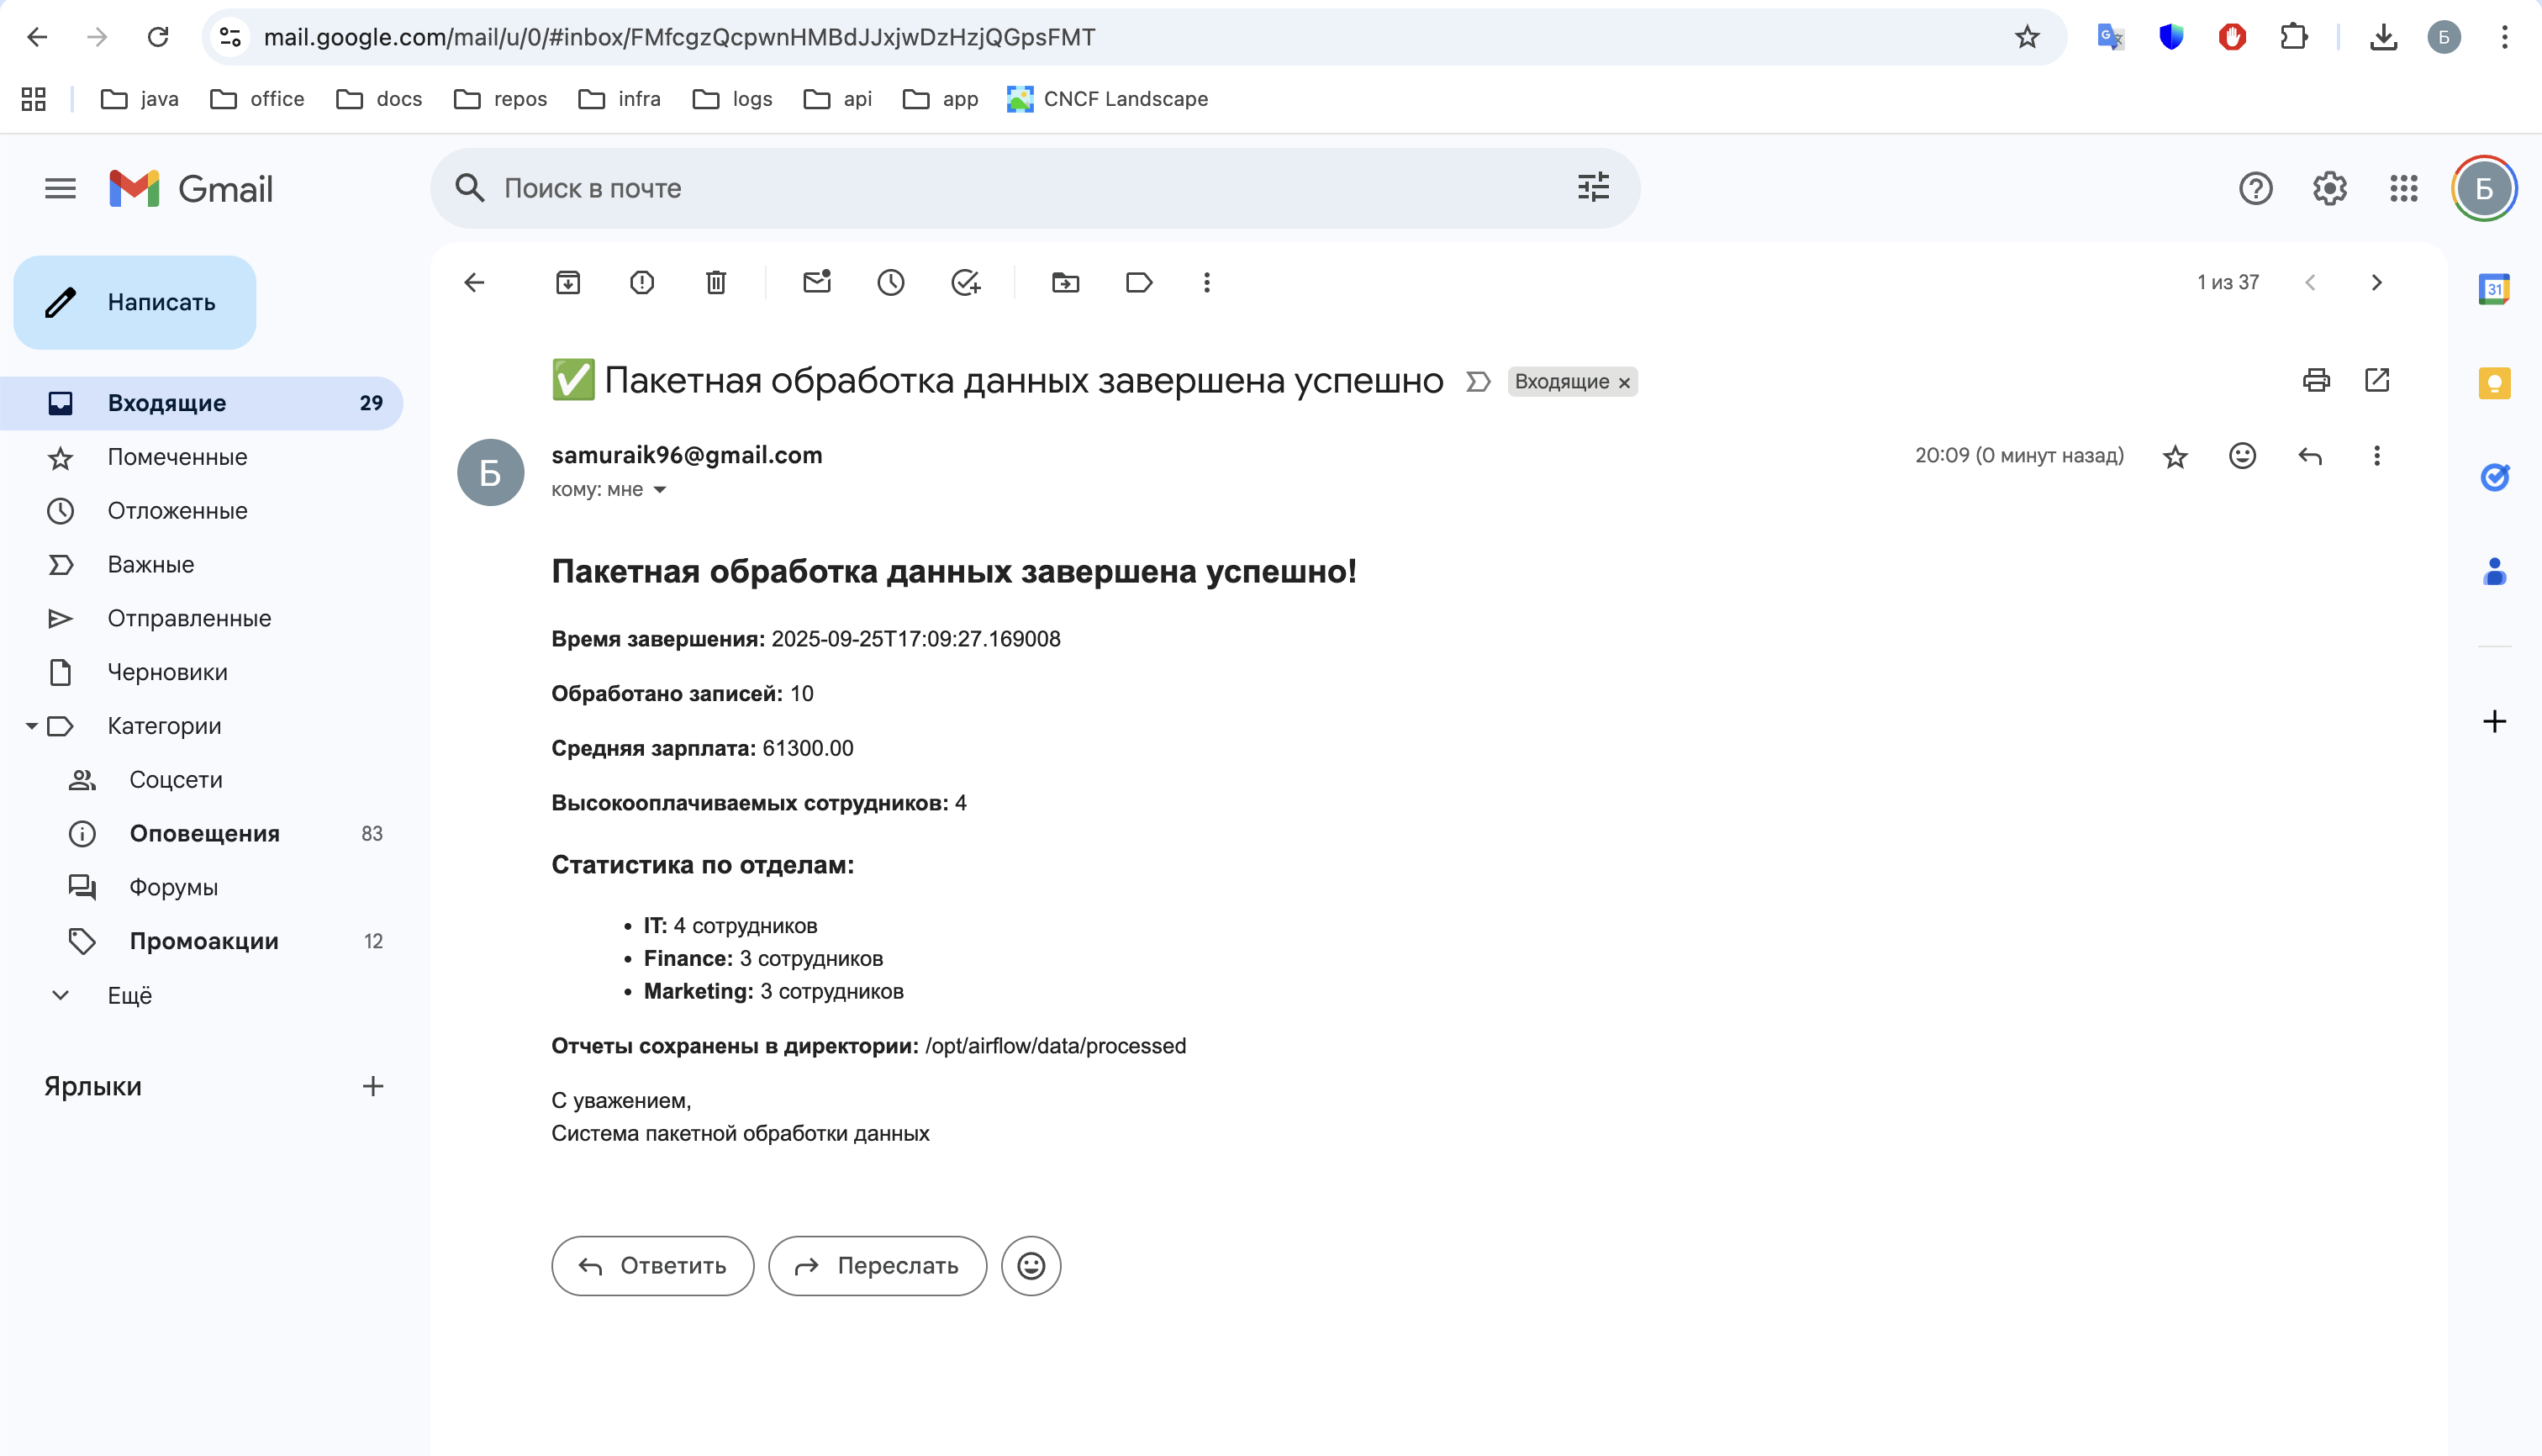 mail.google.com/mail/u/0/#inbox/FMfcgzQcpwnHMBdJJxjwDzHzjQGpsFMT
Б
java
office
docs
repos
infra
logs
api
app
CNCF Landscape
Gmail
Поиск в почте
Б
Написать
1 из 37
31
Входящие 29
Помеченные
Отложенные
Важные
Отправленные
Черновики
Категории
Соцсети
Оповещения 83
Форумы
Промоакции 12
Ещё
Ярлыки
✅ Пакетная обработка данных завершена успешно Входящие ×
Б
samuraik96@gmail.com
20:09 (0 минут назад)
кому: мне
Пакетная обработка данных завершена успешно!
Время завершения: 2025-09-25T17:09:27.169008
Обработано записей: 10
Средняя зарплата: 61300.00
Высокооплачиваемых сотрудников: 4
Статистика по отделам:
• IT: 4 сотрудников
• Finance: 3 сотрудников
• Marketing: 3 сотрудников
Отчеты сохранены в директории: /opt/airflow/data/processed
С уважением,
Система пакетной обработки данных
Ответить
Переслать